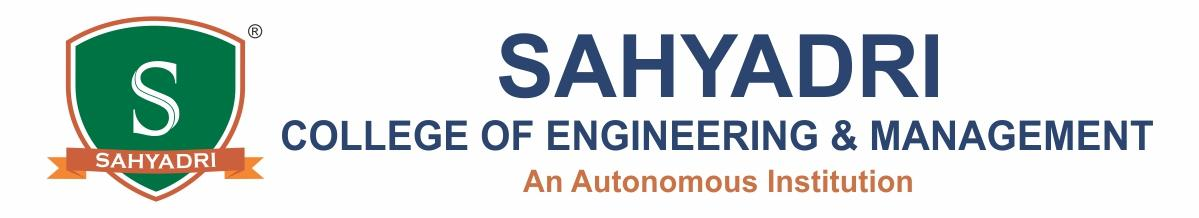 S
SAHYADRI
®
SAHYADRI
COLLEGE OF ENGINEERING & MANAGEMENT
An Autonomous Institution